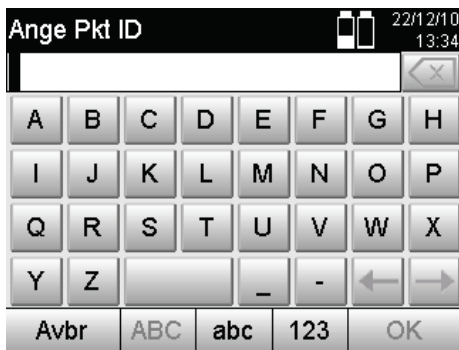 Ange Pkt ID 22/12/10
13:34
A B C D E F G H
I J K L M N O P
Q R S T U V W X
Y Z _ -
Avbr ABC abc 123 OK